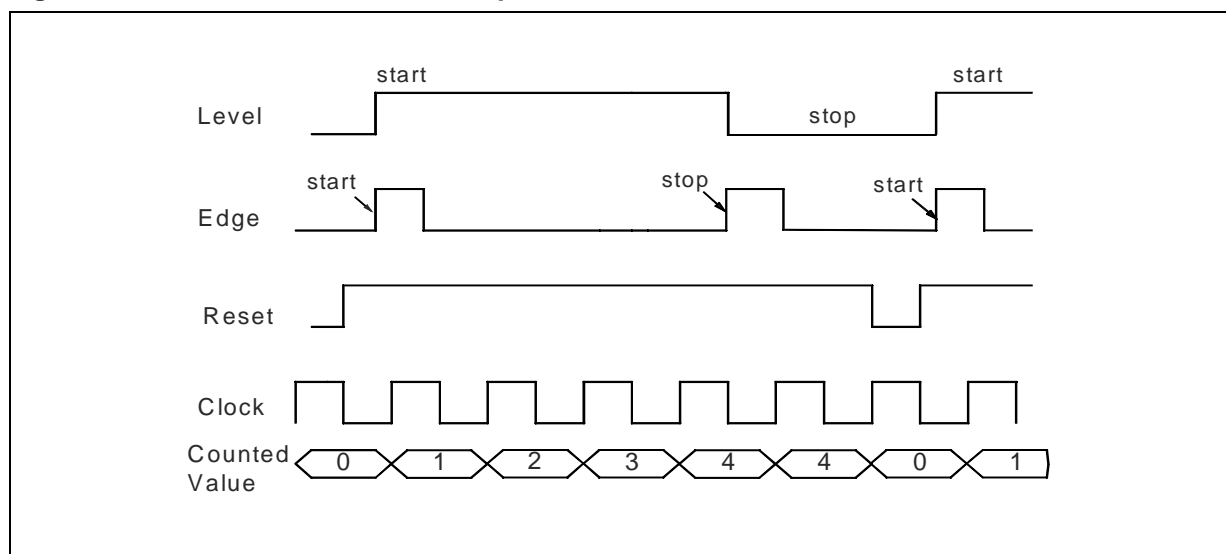 start start
Level
stop
start stop start
Edge
Reset
Clock
Counted
Value
0 1 2 3 4 4 0 1